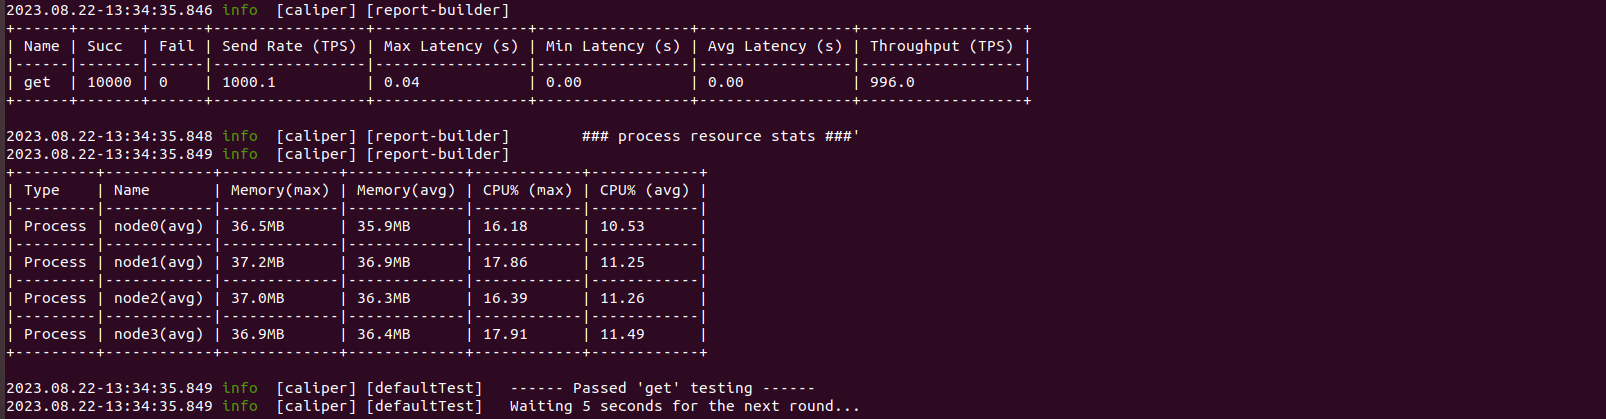 2023.08.22-13:34:35.846 info  [caliper] [report-builder]
+------+-------+------+-----------------+-----------------+-----------------+-----------------+------------------+
| Name | Succ  | Fail | Send Rate (TPS) | Max Latency (s) | Min Latency (s) | Avg Latency (s) | Throughput (TPS) |
|------|-------|------|-----------------|-----------------|-----------------|-----------------|------------------|
| get  | 10000 | 0    | 1000.1          | 0.04            | 0.00            | 0.00            | 996.0            |
+------+-------+------+-----------------+-----------------+-----------------+-----------------+------------------+
2023.08.22-13:34:35.848 info  [caliper] [report-builder]        ### process resource stats ###'
2023.08.22-13:34:35.849 info  [caliper] [report-builder]
+---------+------------+-------------+-------------+------------+------------+
| Type    | Name       | Memory(max) | Memory(avg) | CPU% (max) | CPU% (avg) |
|---------|------------|-------------|-------------|------------|------------|
| Process | node0(avg) | 36.5MB      | 35.9MB      | 16.18      | 10.53      |
|---------|------------|-------------|-------------|------------|------------|
| Process | node1(avg) | 37.2MB      | 36.9MB      | 17.86      | 11.25      |
|---------|------------|-------------|-------------|------------|------------|
| Process | node2(avg) | 37.0MB      | 36.3MB      | 16.39      | 11.26      |
|---------|------------|-------------|-------------|------------|------------|
| Process | node3(avg) | 36.9MB      | 36.4MB      | 17.91      | 11.49      |
+---------+------------+-------------+-------------+------------+------------+
2023.08.22-13:34:35.849 info  [caliper] [defaultTest]   ------ Passed 'get' testing ------
2023.08.22-13:34:35.849 info  [caliper] [defaultTest]   Waiting 5 seconds for the next round...